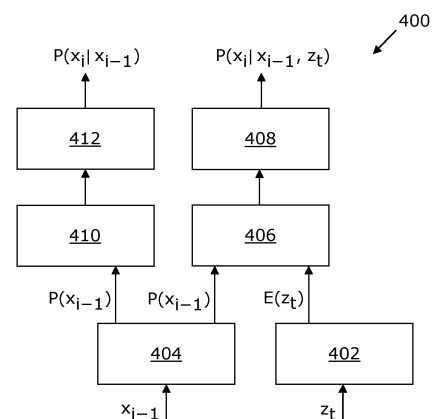 400
P(x_i | x_{i−1}) P(x_i | x_{i−1}, z_t)
412 408
410 406
P(x_{i−1}) P(x_{i−1}) E(z_t)
404 402
x_{i−1} z_t